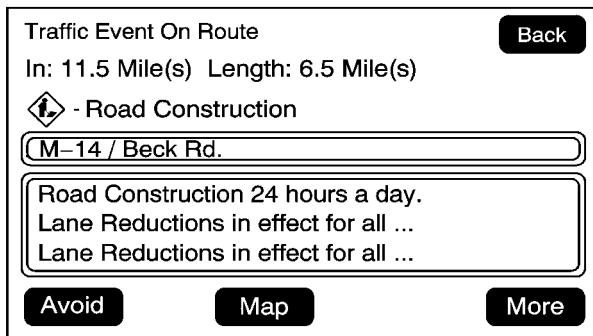 Traffic Event On Route
Back
In: 11.5 Mile(s) Length: 6.5 Mile(s)
- Road Construction
M–14 / Beck Rd.
Road Construction 24 hours a day.
Lane Reductions in effect for all ...
Lane Reductions in effect for all ...
Avoid Map More